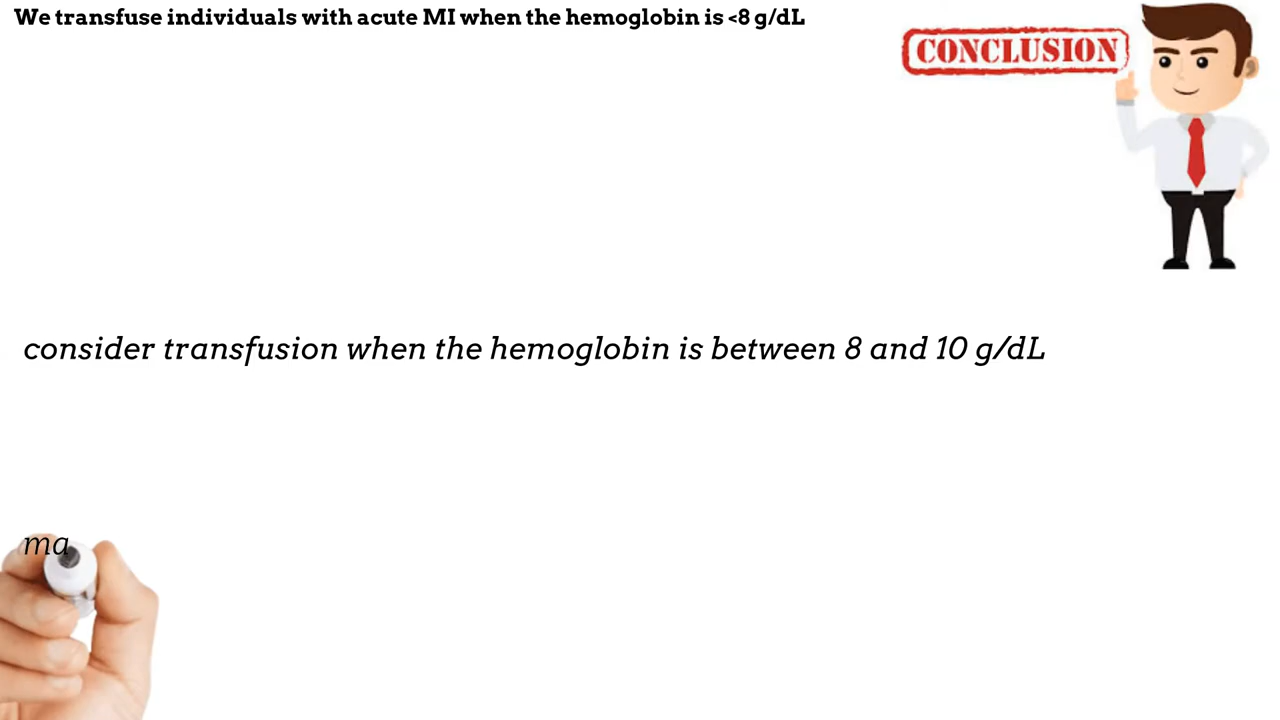 We transfuse individuals with acute MI when the hemoglobin is <8 g/dL
CONCLUSION
consider transfusion when the hemoglobin is between 8 and 10 g/dL
ma